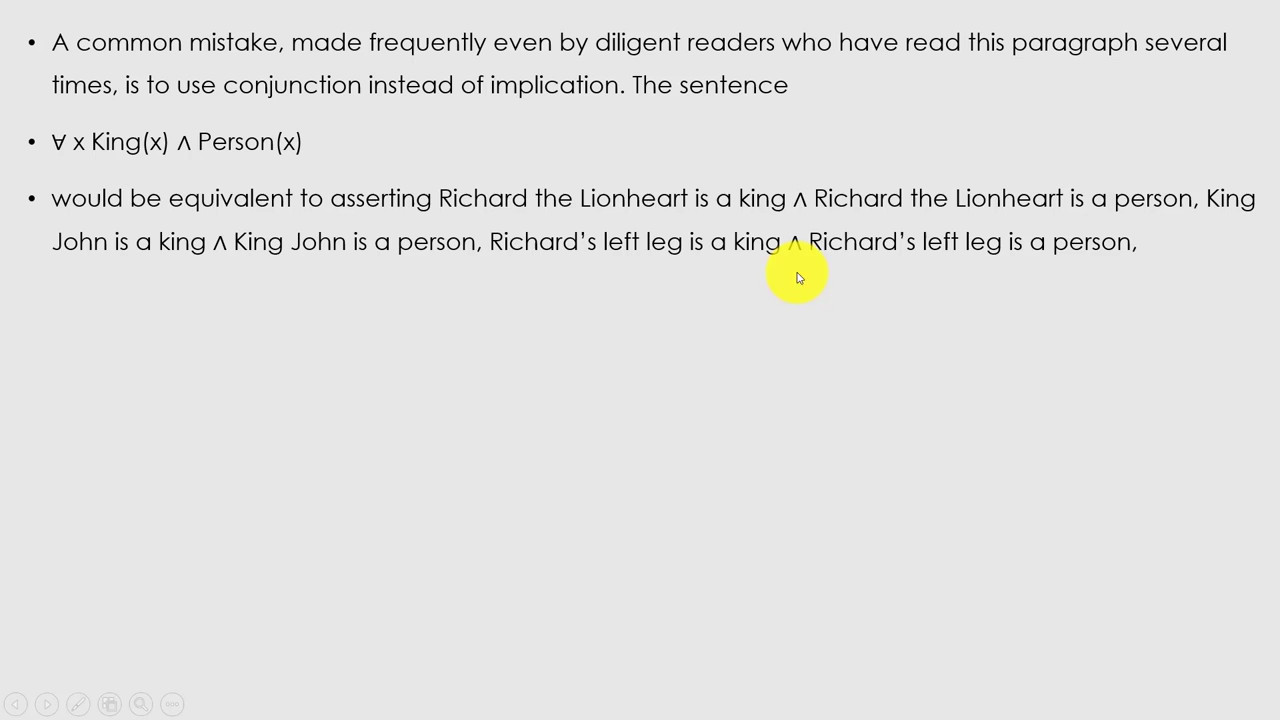 • A common mistake, made frequently even by diligent readers who have read this paragraph several
times, is to use conjunction instead of implication. The sentence
• ∀ x King(x) ∧ Person(x)
• would be equivalent to asserting Richard the Lionheart is a king ∧ Richard the Lionheart is a person, King
John is a king ∧ King John is a person, Richard’s left leg is a king ∧ Richard’s left leg is a person,